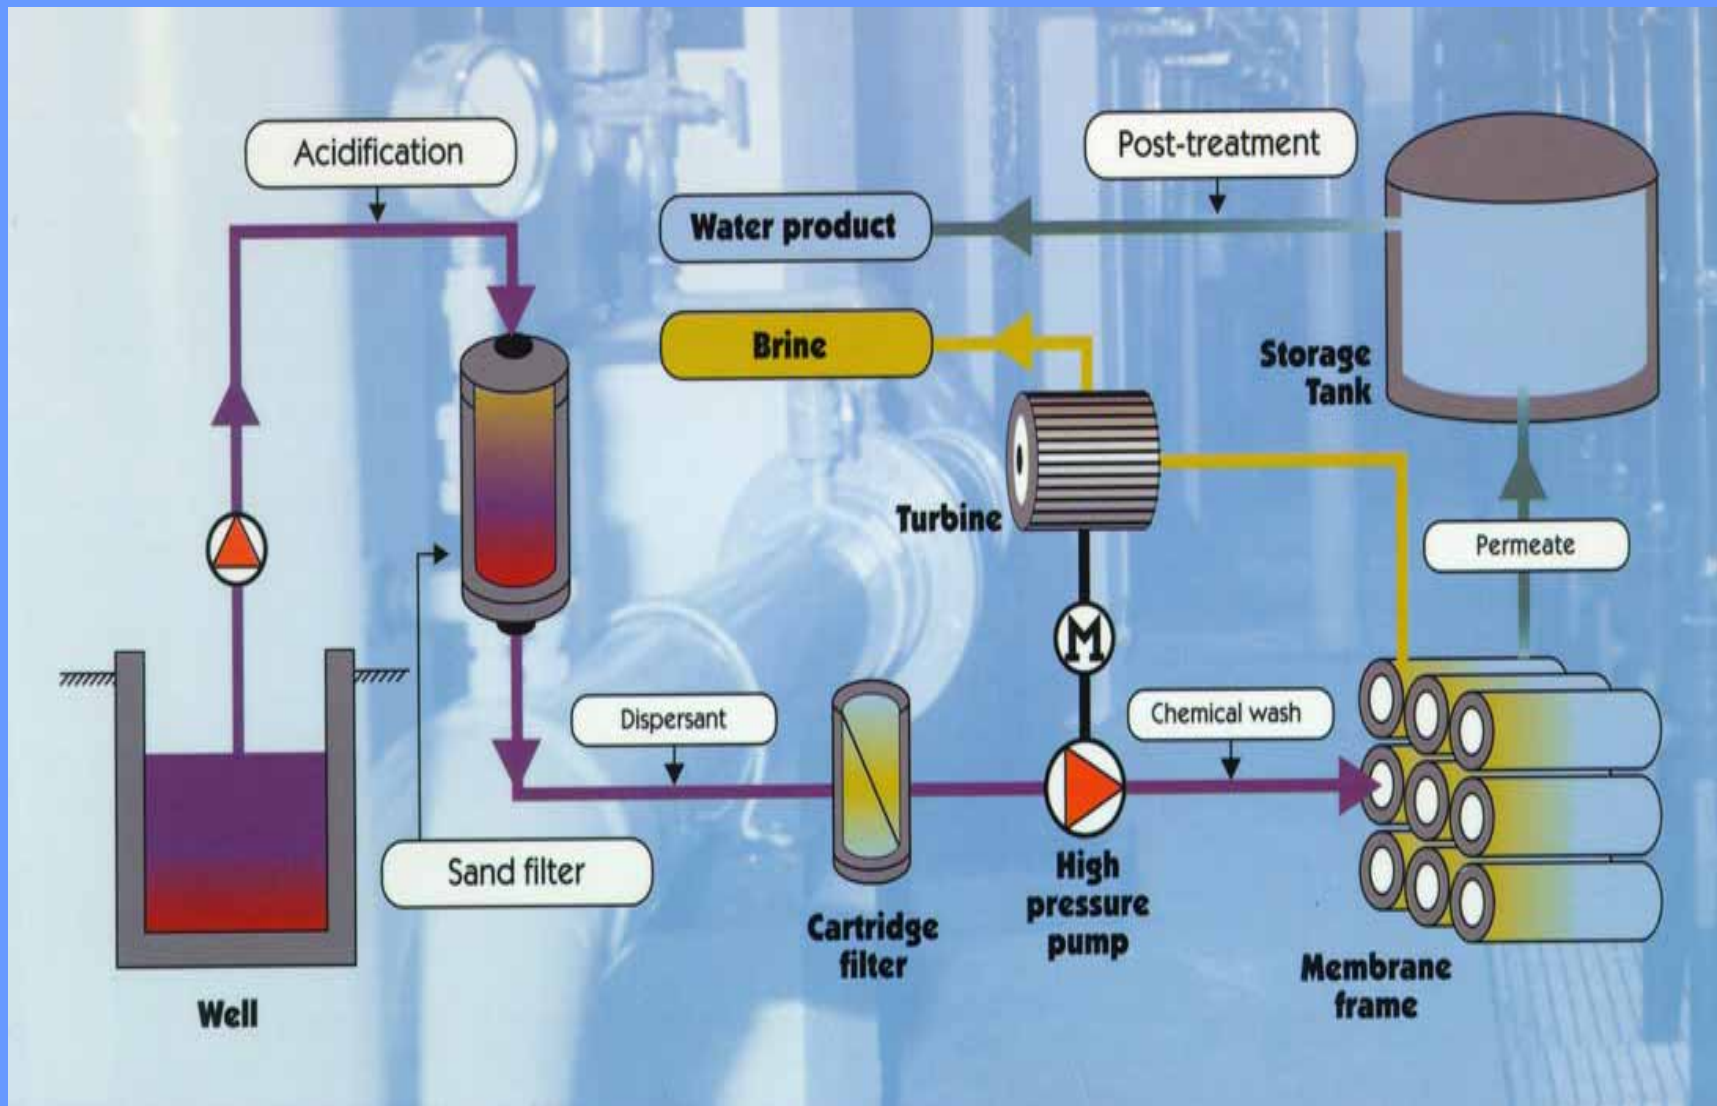 Acidification
Post-treatment
Water product
Brine
Storage
Tank
Turbine
Permeate
M
Dispersant
Chemical wash
Sand filter
High
pressure
pump
Cartridge
filter
Membrane
frame
Well